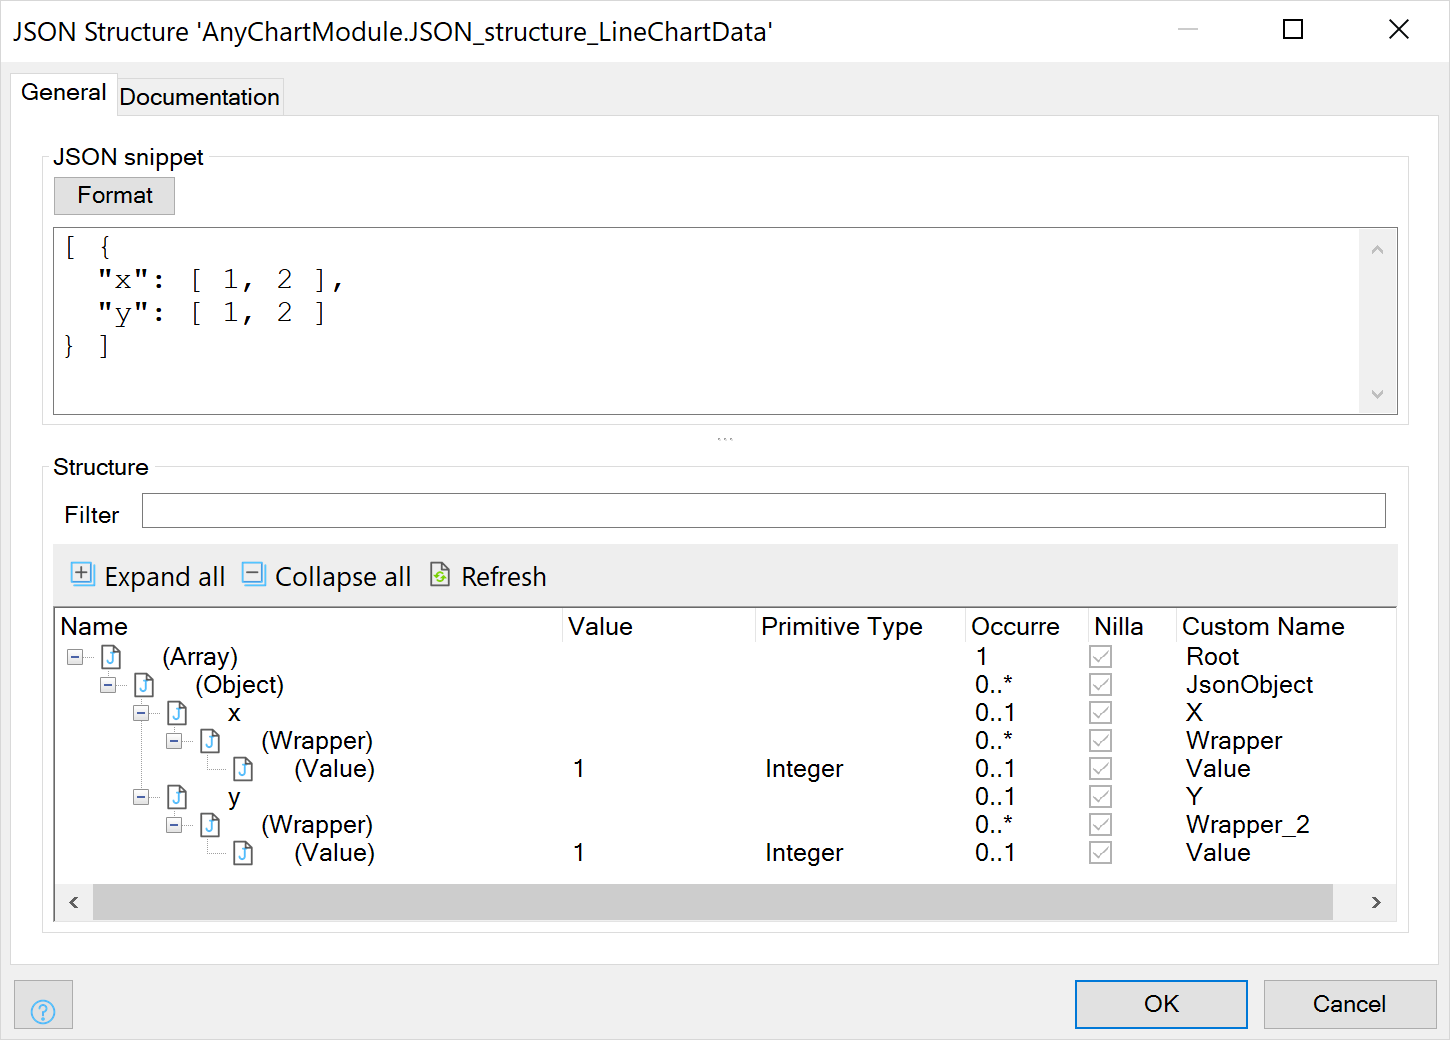 JSON Structure 'AnyChartModule.JSON_structure_LineChartData'
General Documentation
JSON snippet
Format
[ {
  "x": [ 1, 2 ],
  "y": [ 1, 2 ]
} ]
...
Structure
Filter
Expand all Collapse all Refresh
Name Value Primitive Type Occurre Nilla Custom Name
(Array) 1 Root
(Object) 0..* JsonObject
x 0..1 X
(Wrapper) 0..* Wrapper
(Value) 1 Integer 0..1 Value
y 0..1 Y
(Wrapper) 0..* Wrapper_2
(Value) 1 Integer 0..1 Value
? OK Cancel